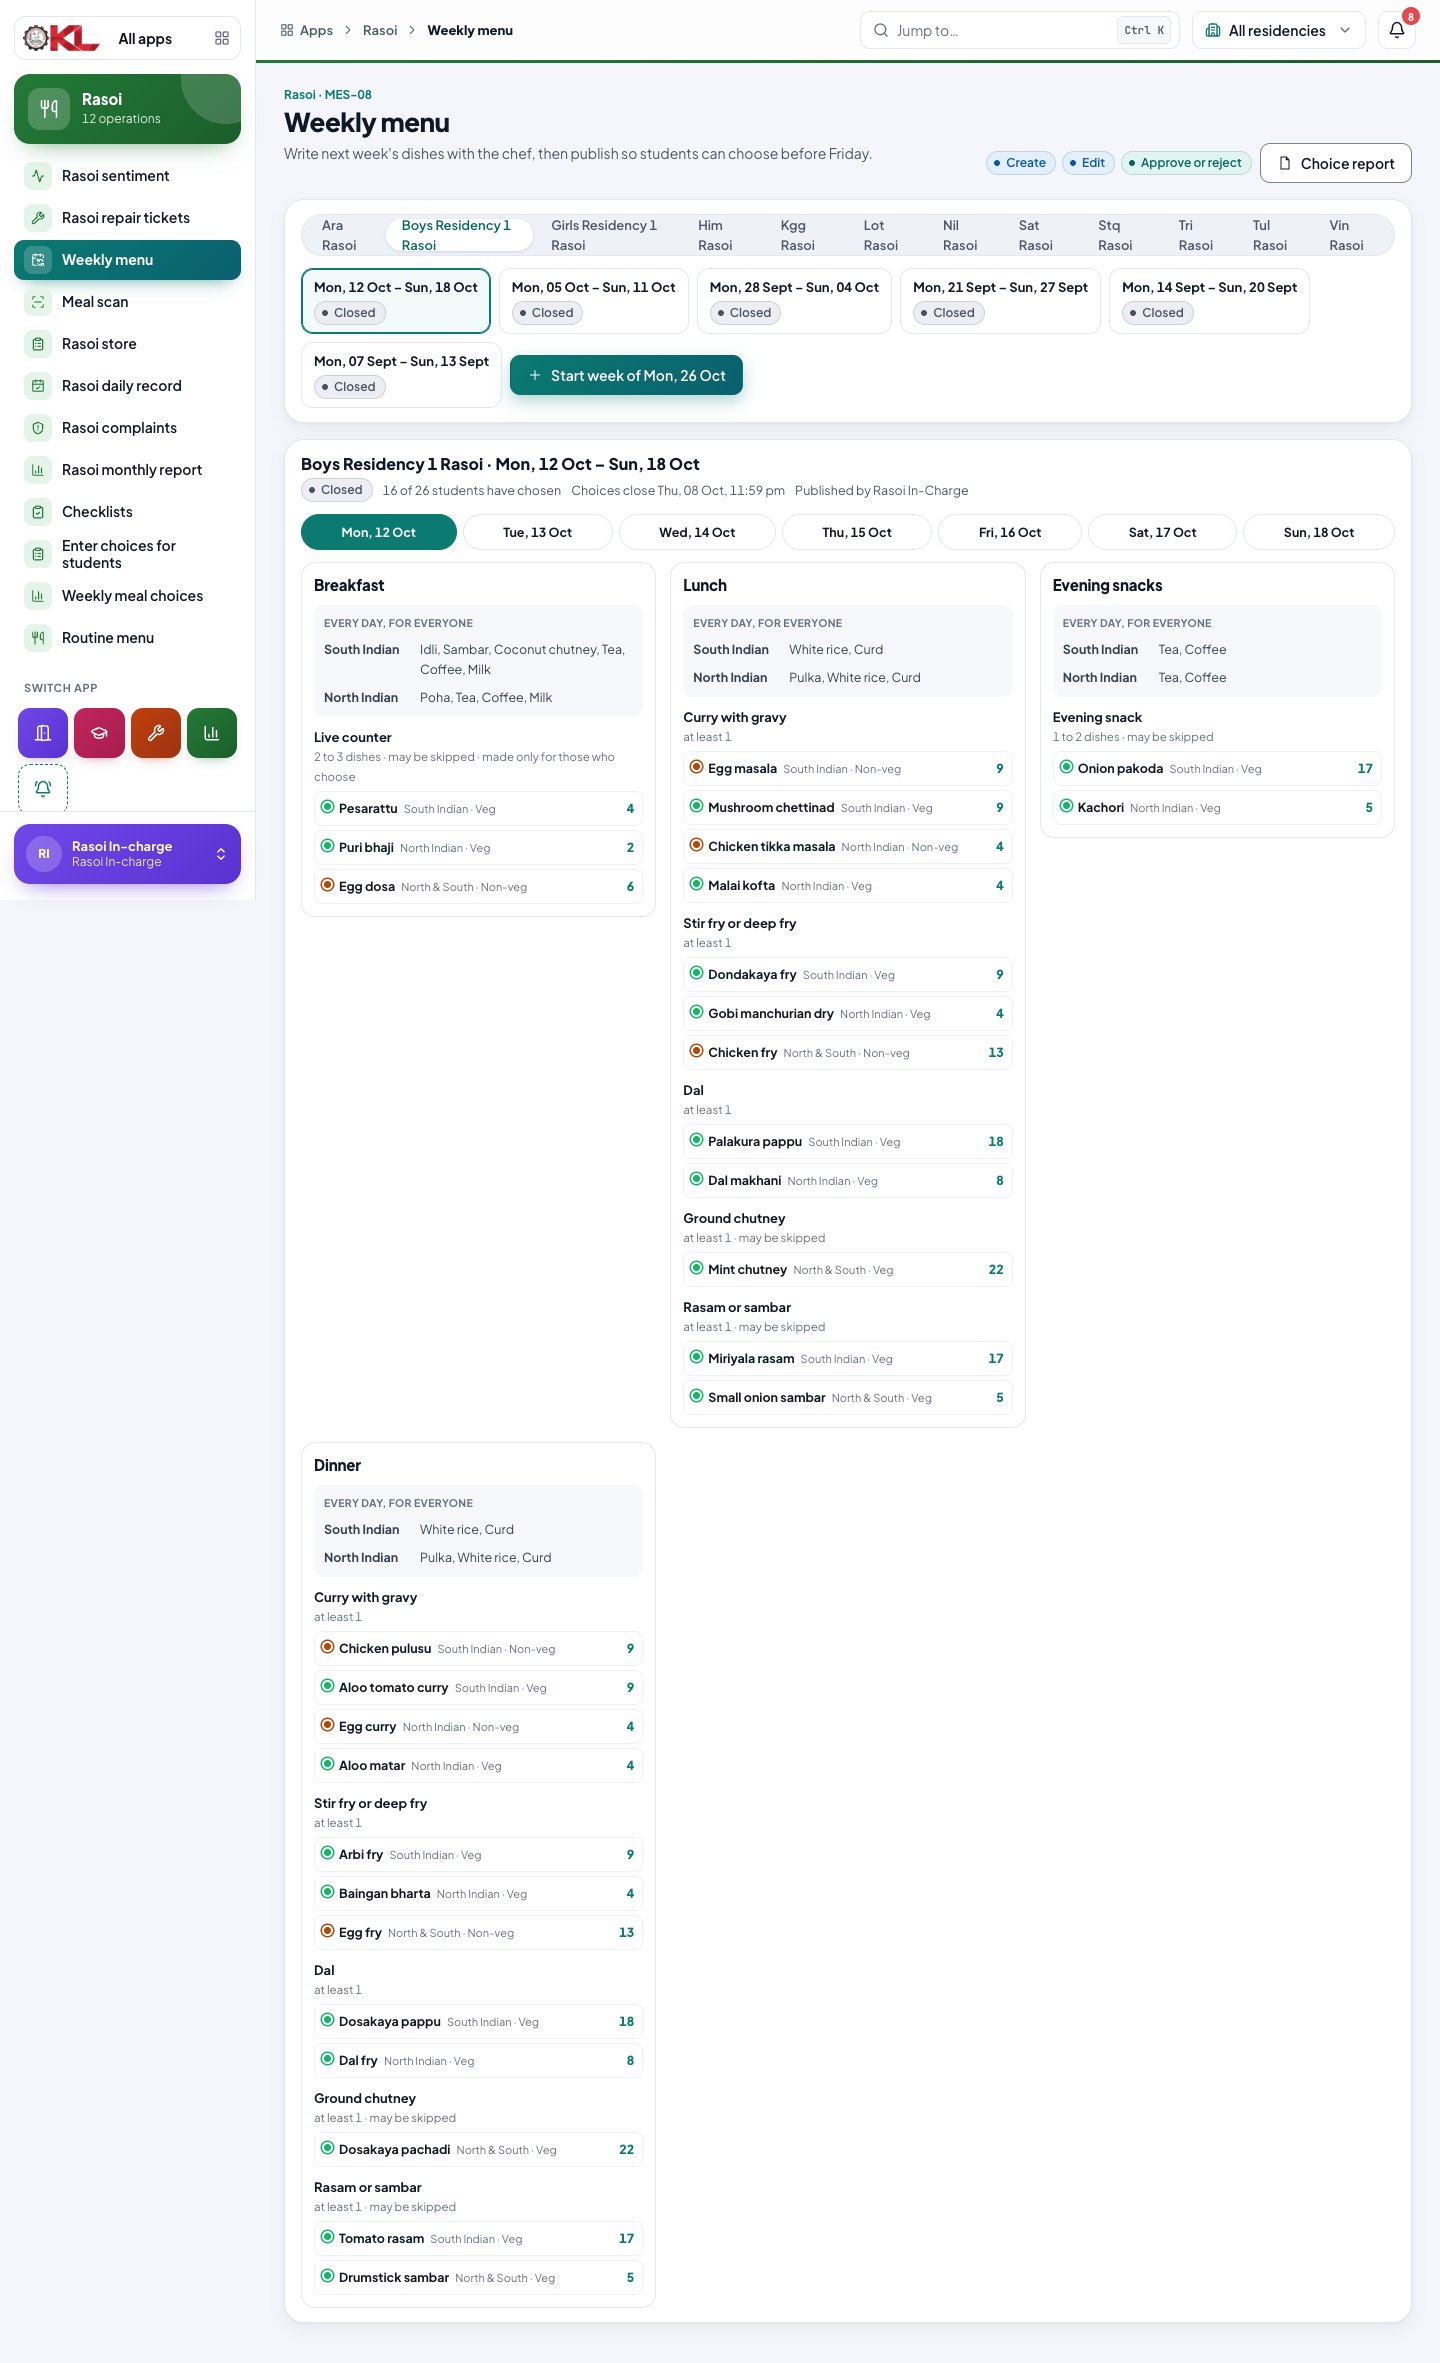 KL
All apps
Rasoi
12 operations
Rasoi sentiment
Rasoi repair tickets
Weekly menu
Meal scan
Rasoi store
Rasoi daily record
Rasoi complaints
Rasoi monthly report
Checklists
Enter choices for
students
Weekly meal choices
Routine menu
SWITCH APP
RI
Rasoi In-charge
Rasoi In-charge
Apps > Rasoi > Weekly menu
Jump to...
Ctrl K
All residencies
8
Rasoi · MES-08
Weekly menu
Write next week's dishes with the chef, then publish so students can choose before Friday.
Create
Edit
Approve or reject
Choice report
Ara
Rasoi
Boys Residency 1
Rasoi
Girls Residency 1
Rasoi
Him
Rasoi
Kgg
Rasoi
Lot
Rasoi
Nil
Rasoi
Sat
Rasoi
Stq
Rasoi
Tri
Rasoi
Tul
Rasoi
Vin
Rasoi
Mon, 12 Oct – Sun, 18 Oct
Closed
Mon, 05 Oct – Sun, 11 Oct
Closed
Mon, 28 Sept – Sun, 04 Oct
Closed
Mon, 21 Sept – Sun, 27 Sept
Closed
Mon, 14 Sept – Sun, 20 Sept
Closed
Mon, 07 Sept – Sun, 13 Sept
Closed
+ Start week of Mon, 26 Oct
Boys Residency 1 Rasoi · Mon, 12 Oct – Sun, 18 Oct
Closed 16 of 26 students have chosen Choices close Thu, 08 Oct, 11:59 pm Published by Rasoi In-Charge
Mon, 12 Oct
Tue, 13 Oct
Wed, 14 Oct
Thu, 15 Oct
Fri, 16 Oct
Sat, 17 Oct
Sun, 18 Oct
Breakfast
EVERY DAY, FOR EVERYONE
South Indian Idli, Sambar, Coconut chutney, Tea,
Coffee, Milk
North Indian Poha, Tea, Coffee, Milk
Live counter
2 to 3 dishes · may be skipped · made only for those who
choose
Pesarattu South Indian · Veg 4
Puri bhaji North Indian · Veg 2
Egg dosa North & South · Non-veg 6
Lunch
EVERY DAY, FOR EVERYONE
South Indian White rice, Curd
North Indian Pulka, White rice, Curd
Curry with gravy
at least 1
Egg masala South Indian · Non-veg 9
Mushroom chettinad South Indian · Veg 9
Chicken tikka masala North Indian · Non-veg 4
Malai kofta North Indian · Veg 4
Stir fry or deep fry
at least 1
Dondakaya fry South Indian · Veg 9
Gobi manchurian dry North Indian · Veg 4
Chicken fry North & South · Non-veg 13
Dal
at least 1
Palakura pappu South Indian · Veg 18
Dal makhani North Indian · Veg 8
Ground chutney
at least 1 · may be skipped
Mint chutney North & South · Veg 22
Rasam or sambar
at least 1 · may be skipped
Miriyala rasam South Indian · Veg 17
Small onion sambar North & South · Veg 5
Evening snacks
EVERY DAY, FOR EVERYONE
South Indian Tea, Coffee
North Indian Tea, Coffee
Evening snack
1 to 2 dishes · may be skipped
Onion pakoda South Indian · Veg 17
Kachori North Indian · Veg 5
Dinner
EVERY DAY, FOR EVERYONE
South Indian White rice, Curd
North Indian Pulka, White rice, Curd
Curry with gravy
at least 1
Chicken pulusu South Indian · Non-veg 9
Aloo tomato curry South Indian · Veg 9
Egg curry North Indian · Non-veg 4
Aloo matar North Indian · Veg 4
Stir fry or deep fry
at least 1
Arbi fry South Indian · Veg 9
Baingan bharta North Indian · Veg 4
Egg fry North & South · Non-veg 13
Dal
at least 1
Dosakaya pappu South Indian · Veg 18
Dal fry North Indian · Veg 8
Ground chutney
at least 1 · may be skipped
Dosakaya pachadi North & South · Veg 22
Rasam or sambar
at least 1 · may be skipped
Tomato rasam South Indian · Veg 17
Drumstick sambar North & South · Veg 5